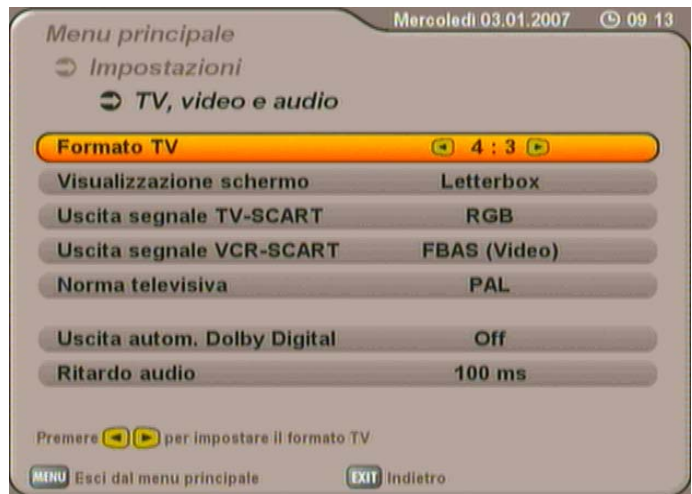 Mercoledì 03.01.2007 09 13
Menu principale
Impostazioni
TV, video e audio
Formato TV 4 : 3
Visualizzazione schermo Letterbox
Uscita segnale TV-SCART RGB
Uscita segnale VCR-SCART FBAS (Video)
Norma televisiva PAL
Uscita autom. Dolby Digital Off
Ritardo audio 100 ms
Premere per impostare il formato TV
MENU Esci dal menu principale EXIT Indietro